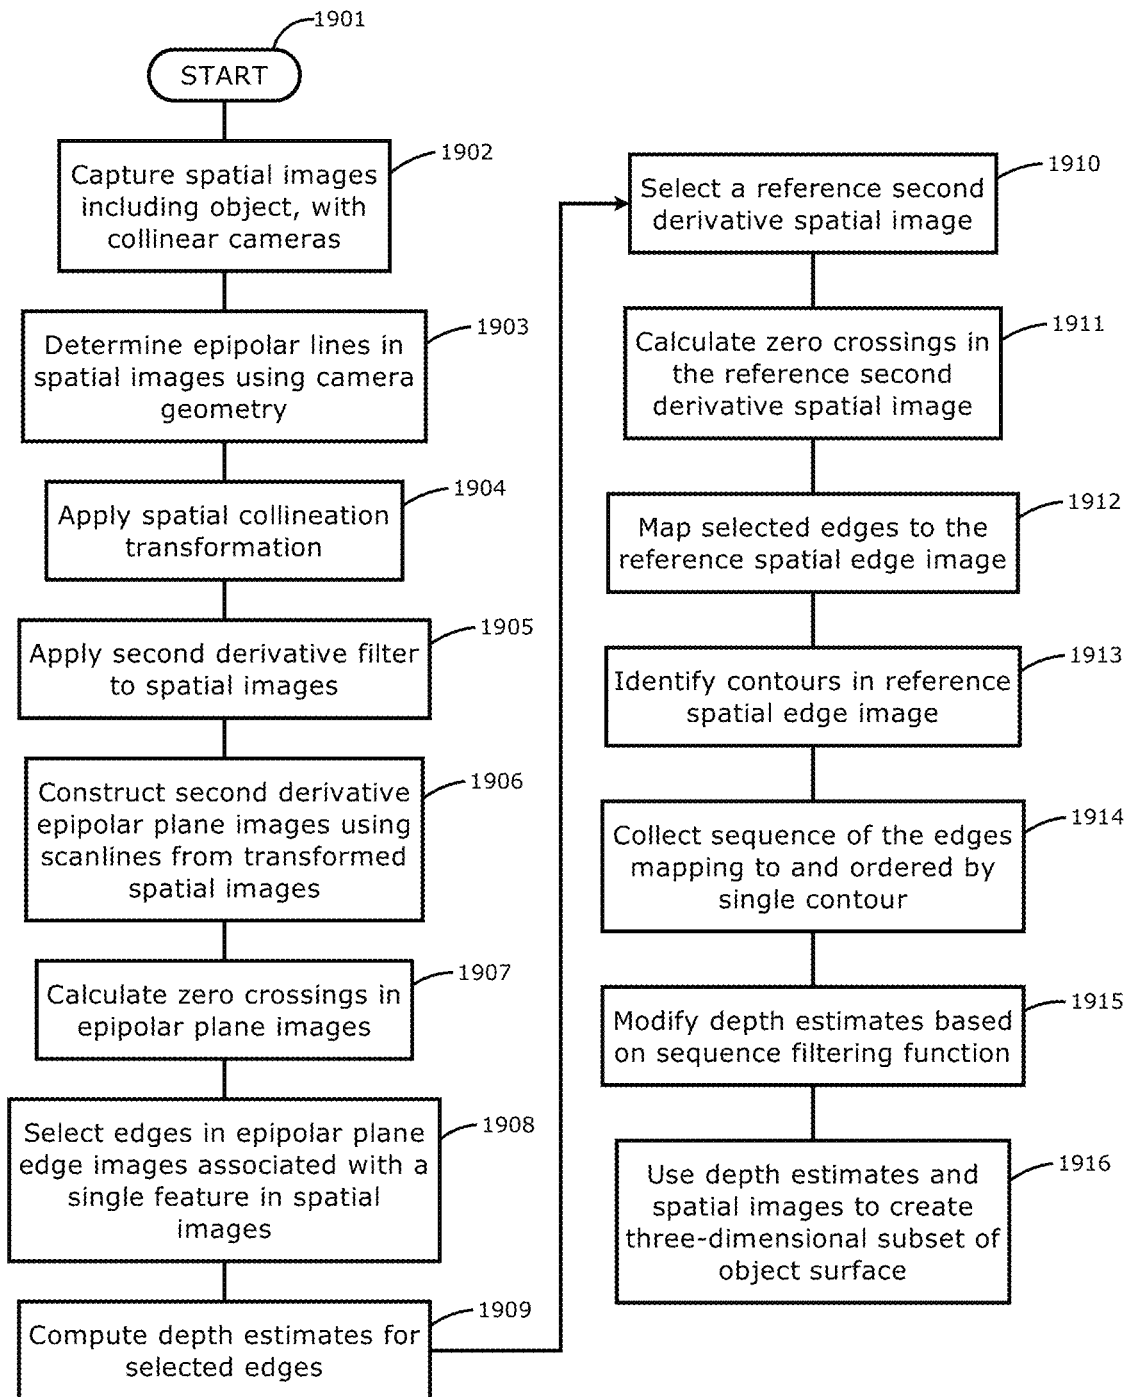 1901
START
1902
Capture spatial images
including object, with
collinear cameras
1903
Determine epipolar lines in
spatial images using camera
geometry
1904
Apply spatial collineation
transformation
1905
Apply second derivative filter
to spatial images
1906
Construct second derivative
epipolar plane images using
scanlines from transformed
spatial images
1907
Calculate zero crossings in
epipolar plane images
1908
Select edges in epipolar plane
edge images associated with a
single feature in spatial
images
1909
Compute depth estimates for
selected edges
1910
Select a reference second
derivative spatial image
1911
Calculate zero crossings in
the reference second
derivative spatial image
1912
Map selected edges to the
reference spatial edge image
1913
Identify contours in reference
spatial edge image
1914
Collect sequence of the edges
mapping to and ordered by
single contour
1915
Modify depth estimates based
on sequence filtering function
1916
Use depth estimates and
spatial images to create
three-dimensional subset of
object surface